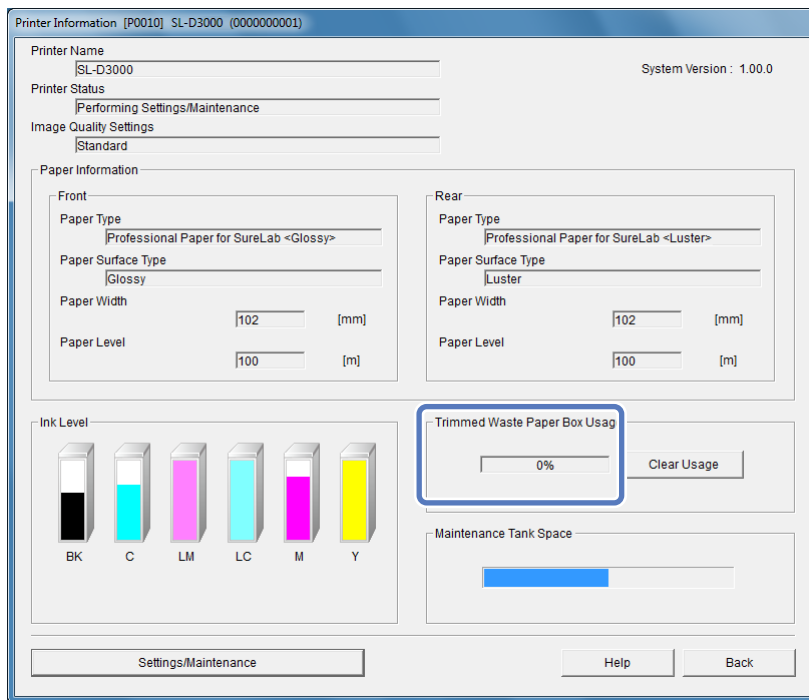 Printer Information [P0010] SL-D3000 (0000000001)
Printer Name
SL-D3000
System Version : 1.00.0
Printer Status
Performing Settings/Maintenance
Image Quality Settings
Standard
Paper Information
Front
Paper Type
Professional Paper for SureLab <Glossy>
Paper Surface Type
Glossy
Paper Width
102 [mm]
Paper Level
100 [m]
Rear
Paper Type
Professional Paper for SureLab <Luster>
Paper Surface Type
Luster
Paper Width
102 [mm]
Paper Level
100 [m]
Ink Level
BK C LM LC M Y
Trimmed Waste Paper Box Usag
0%
Clear Usage
Maintenance Tank Space
Settings/Maintenance
Help
Back